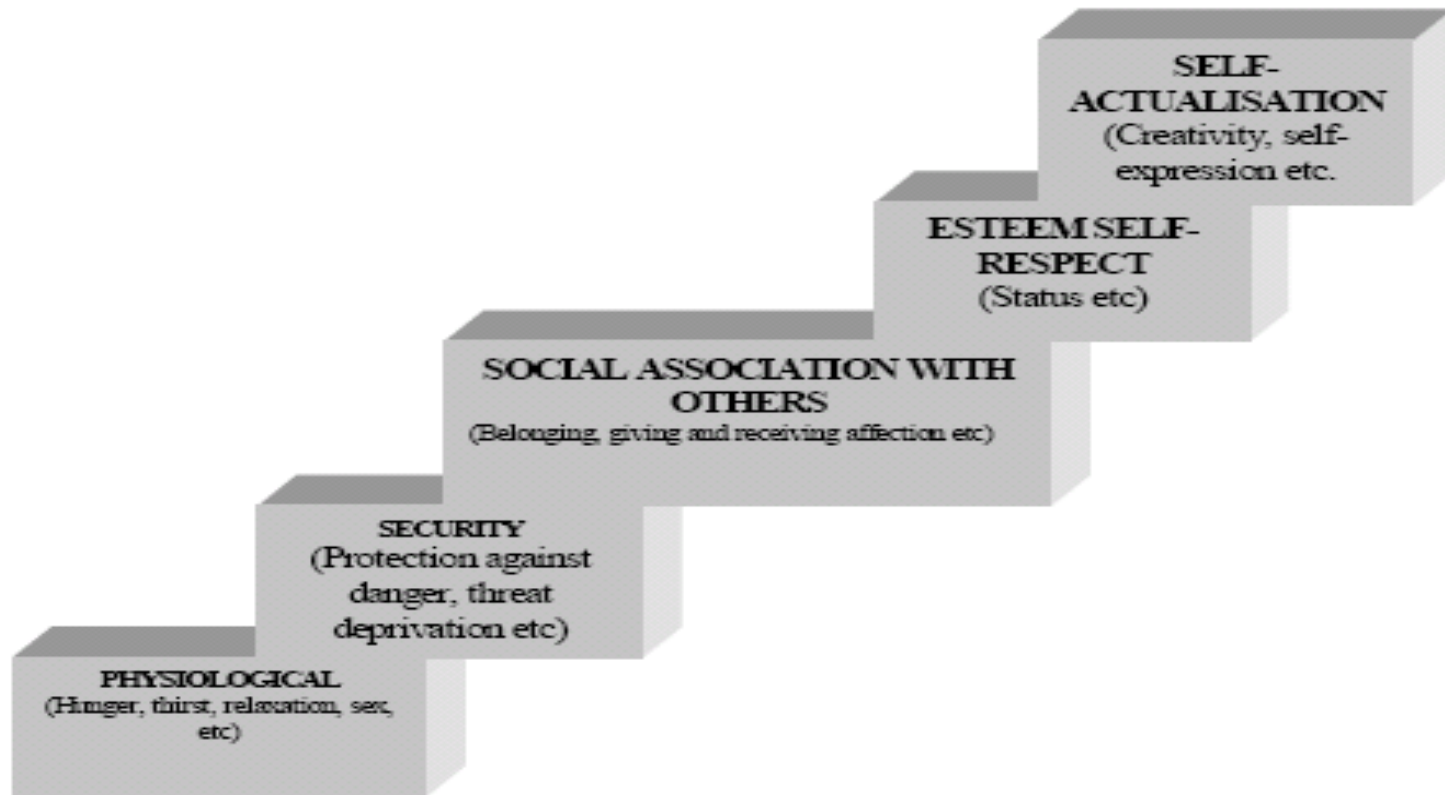 SELF-
ACTUALISATION
(Creativity, self-
expression etc.
ESTEEM SELF-
RESPECT
(Status etc)
SOCIAL ASSOCIATION WITH
OTHERS
(Belonging, giving and receiving affection etc)
SECURITY
(Protection against
danger, threat
deprivation etc)
PHYSIOLOGICAL
(Hunger, thirst, relaxation, sex,
etc)